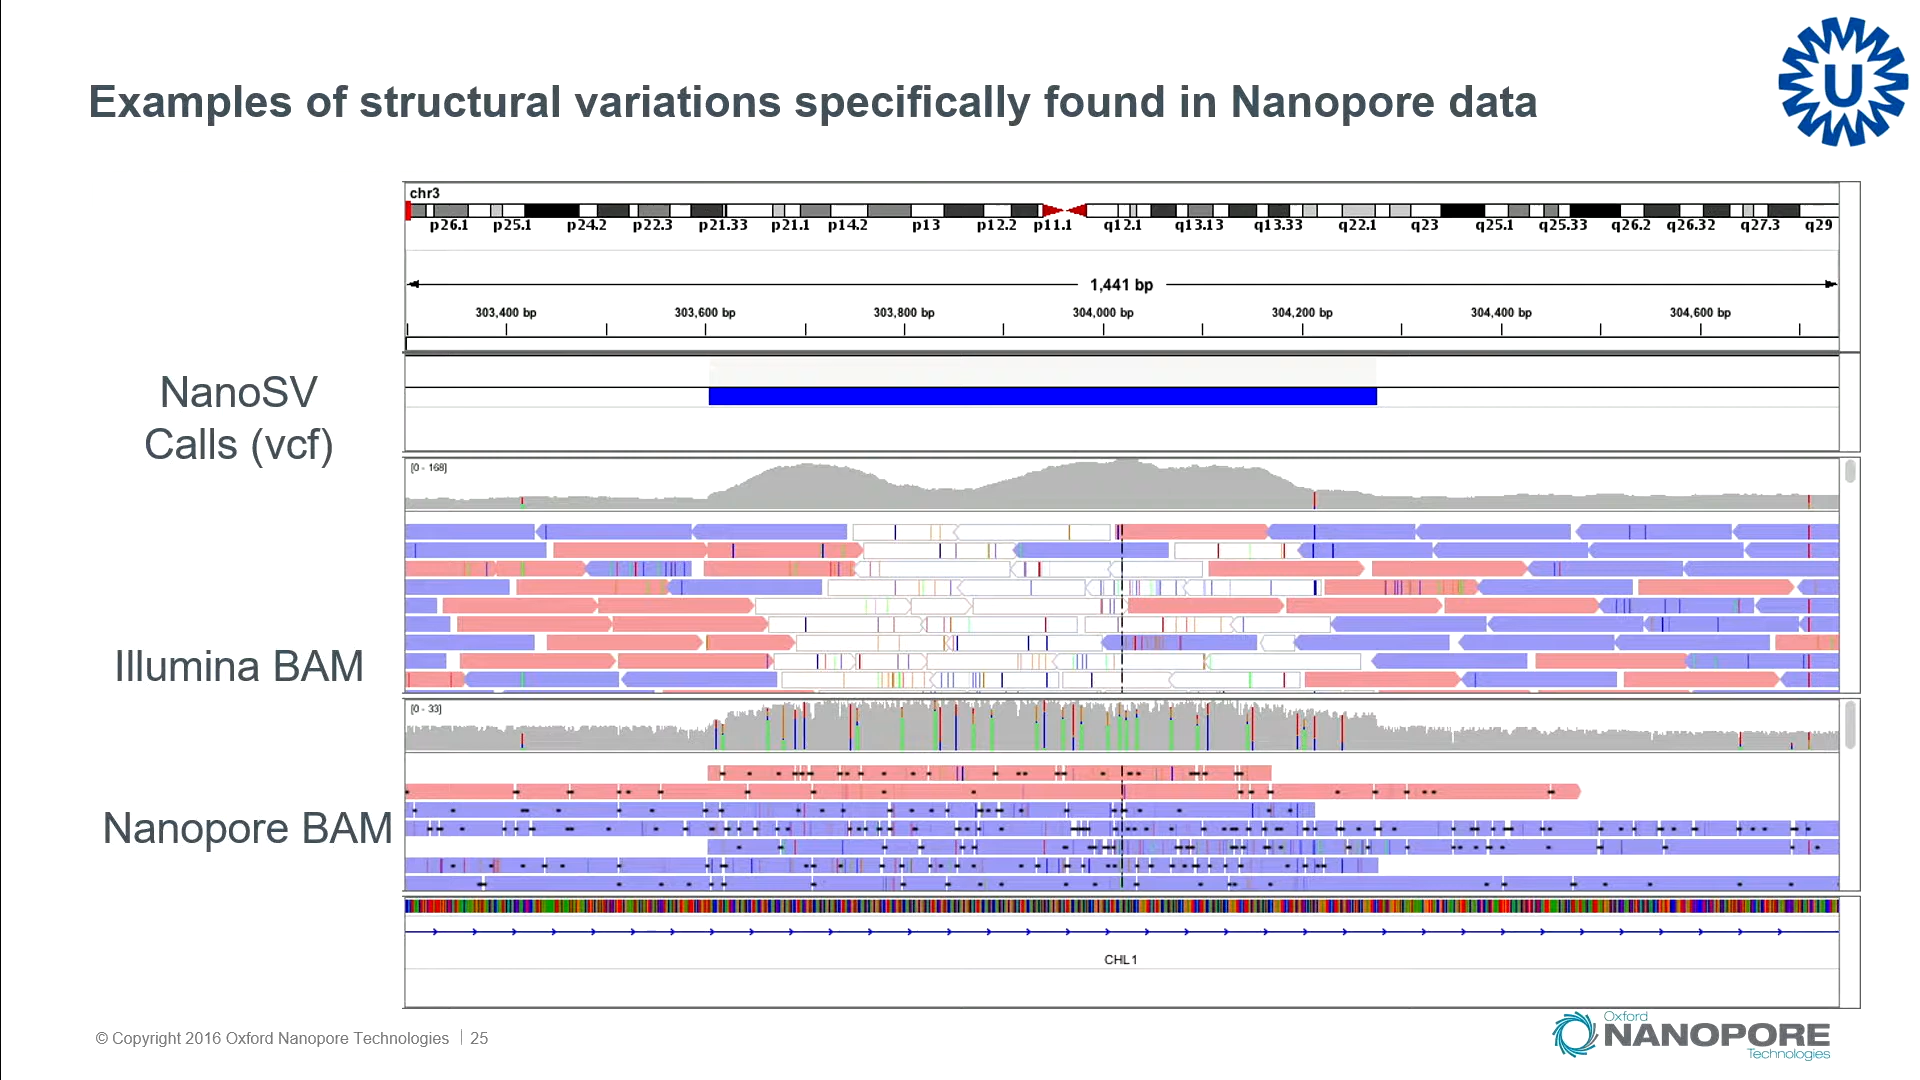 U
Examples of structural variations specifically found in Nanopore data
chr3
p26.1 p25.1 p24.2 p22.3 p21.33 p21.1 p14.2 p13 p12.2 p11.1 q12.1 q13.13 q13.33 q22.1 q23 q25.1 q25.33 q26.2 q26.32 q27.3 q29
1,441 bp
303,400 bp 303,600 bp 303,800 bp 304,000 bp 304,200 bp 304,400 bp 304,600 bp
NanoSV
Calls (vcf)
[0 - 168]
Illumina BAM
[0 - 33]
Nanopore BAM
CHL1
© Copyright 2016 Oxford Nanopore Technologies | 25
Oxford
NANOPORE
Technologies